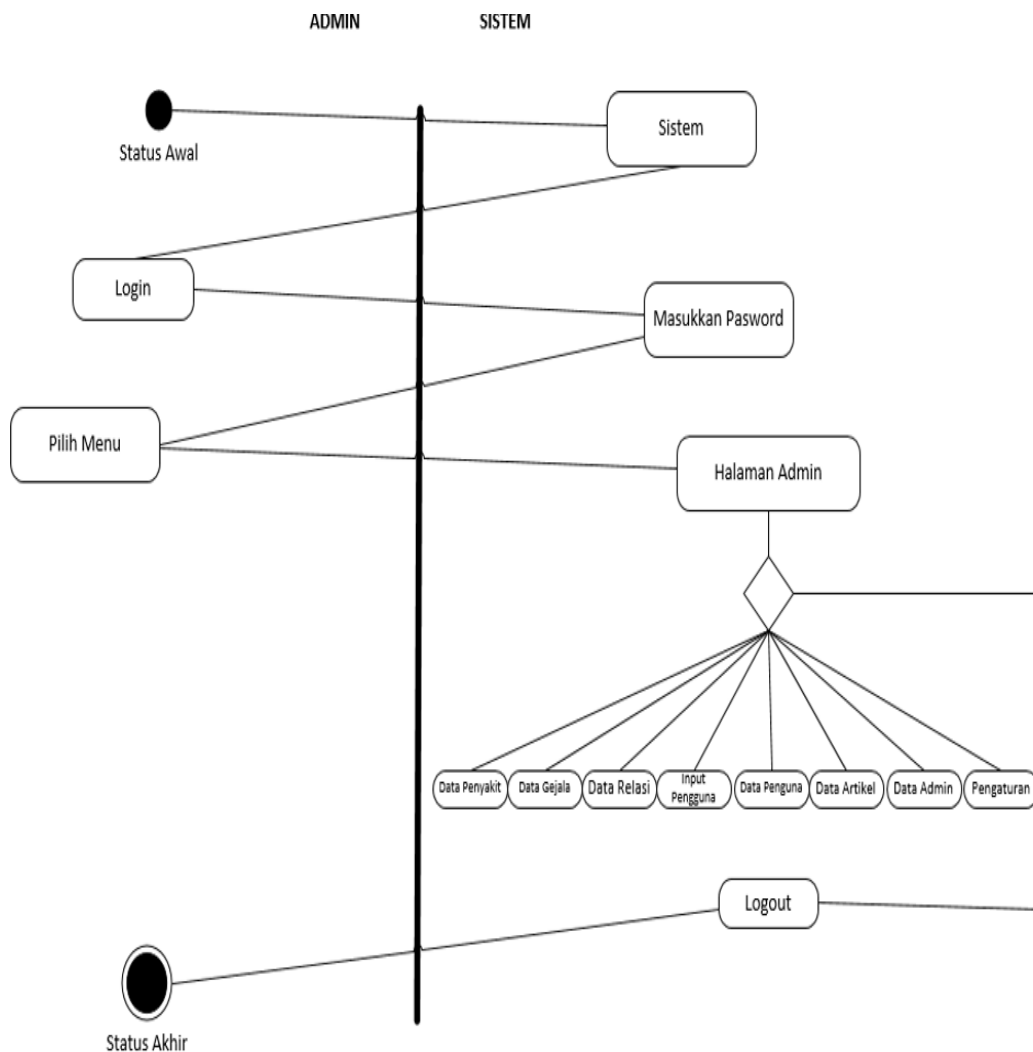 ADMIN
SISTEM
Status Awal
Sistem
Login
Masukkan Pasword
Pilih Menu
Halaman Admin
Data Penyakit
Data Gejala
Data Relasi
Input
Pengguna
Data Penguna
Data Artikel
Data Admin
Pengaturan
Logout
Status Akhir